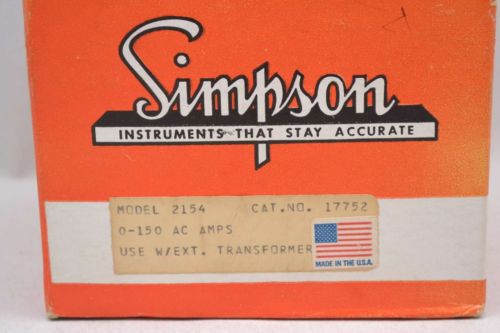 Simpson
INSTRUMENTS THAT STAY ACCURATE
MODEL 2154 CAT.NO. 17752
0-150 AC AMPS
USE W/EXT. TRANSFORMER
MADE IN THE U.S.A.